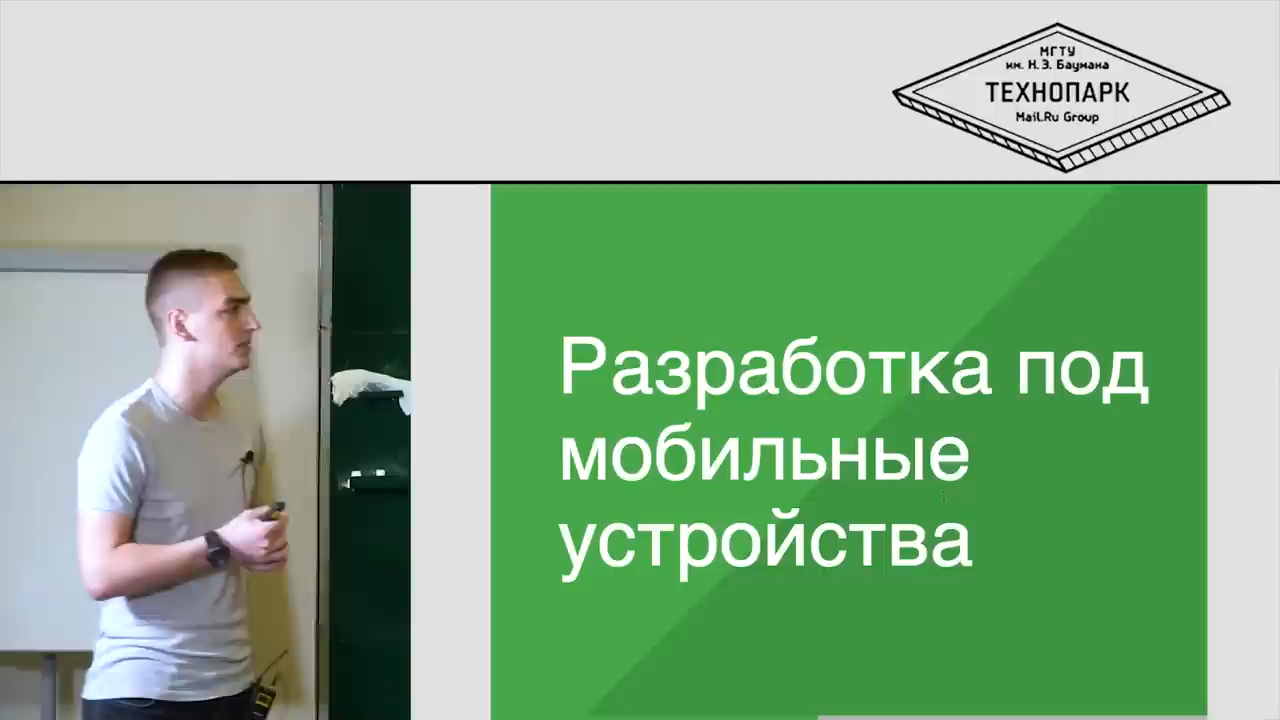 МГТУ
им. Н.Э. Баумана
ТЕХНОПАРК
Mail.Ru Group
Разработка под
мобильные
устройства